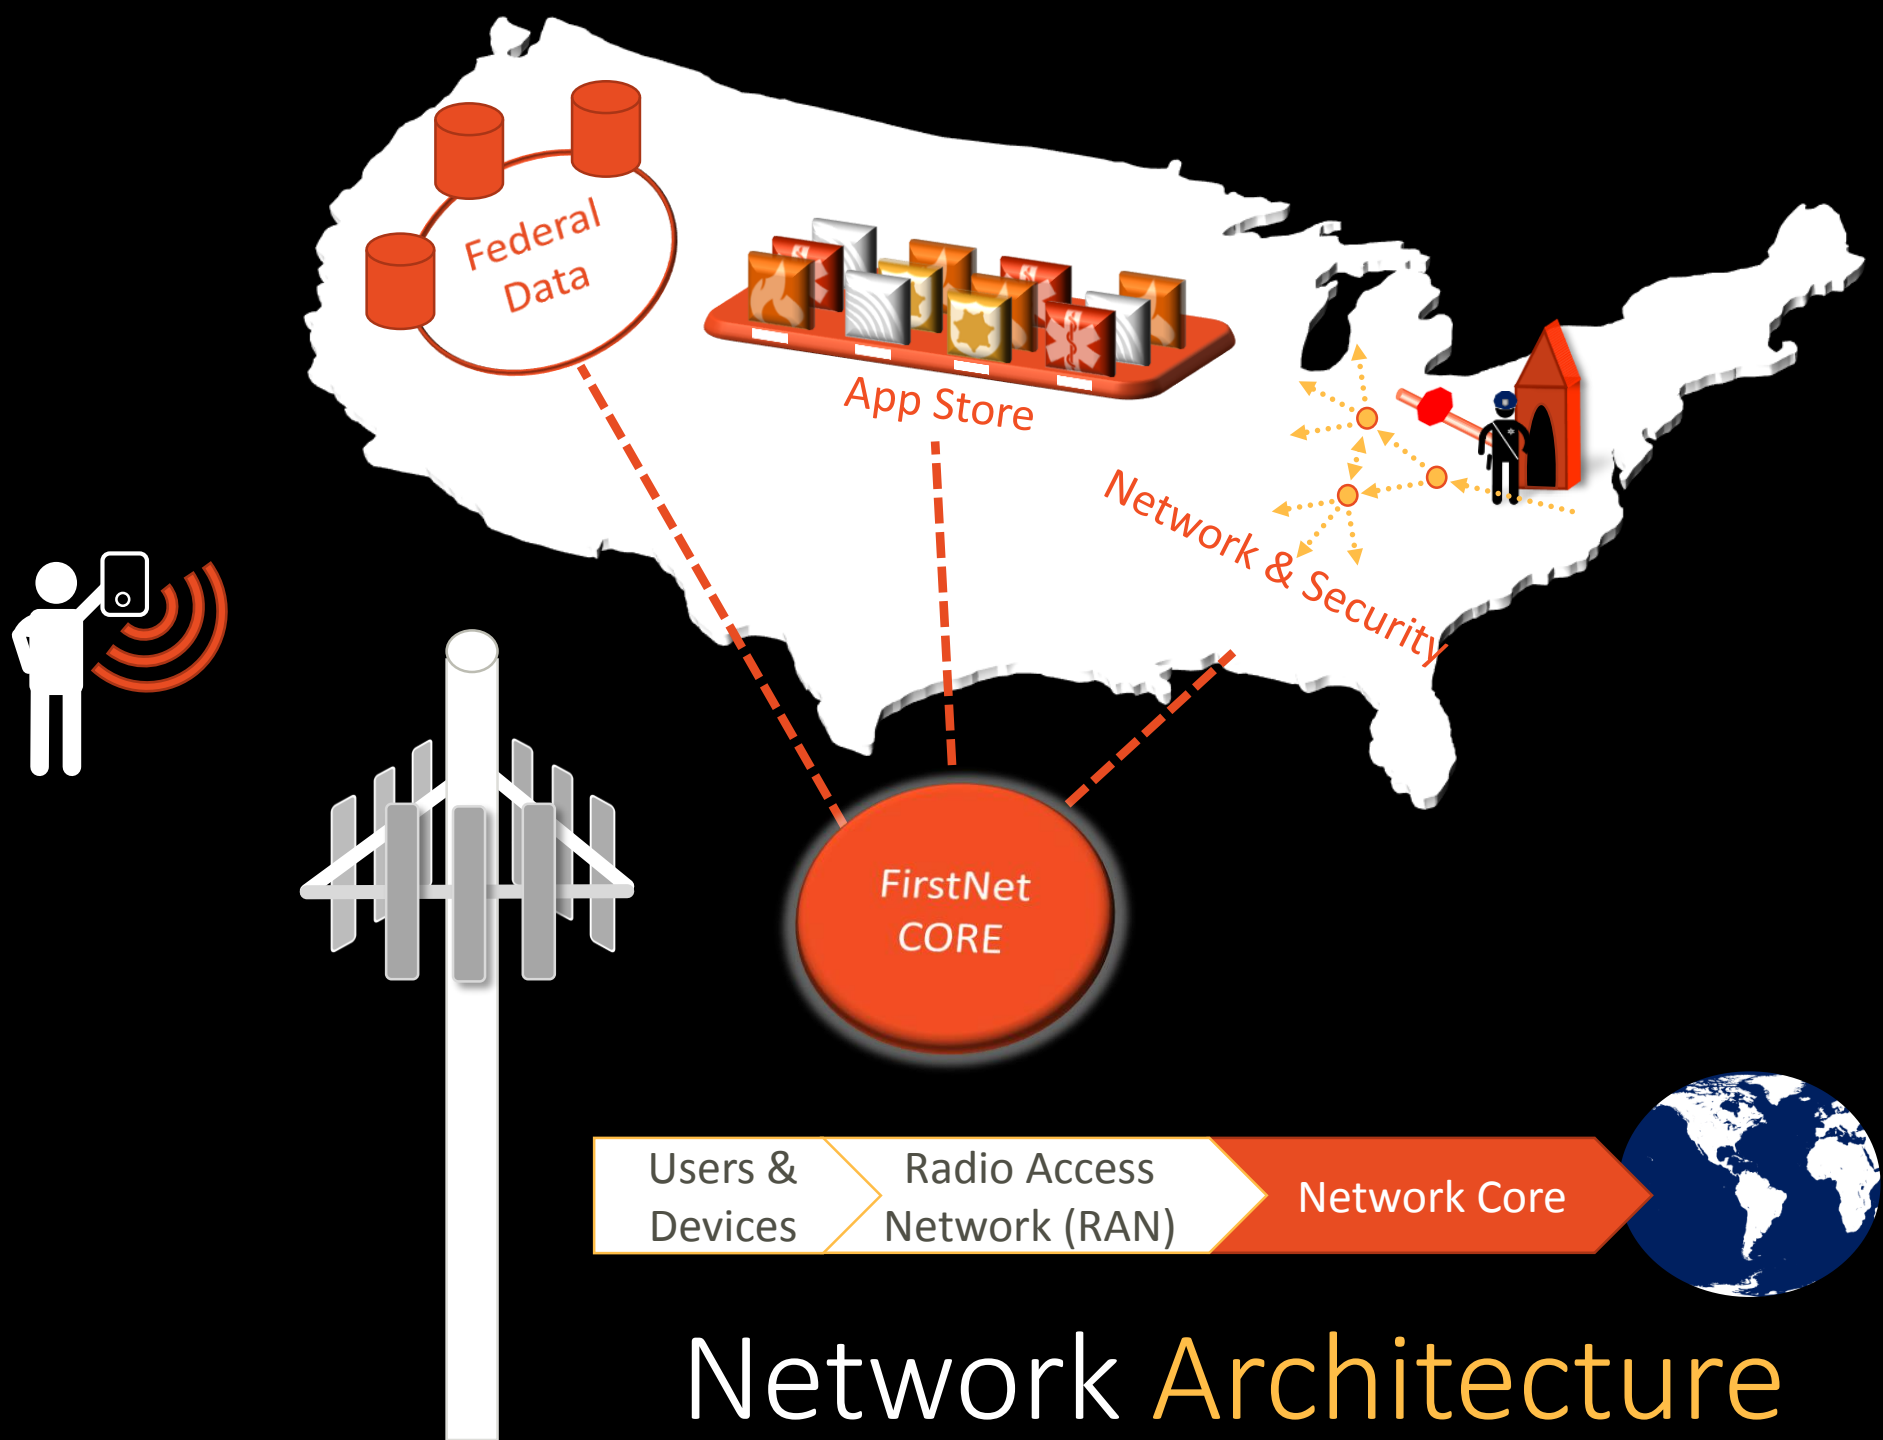 Federal
Data
App Store
Network & Security
FirstNet
CORE
Users &
Devices
Radio Access
Network (RAN)
Network Core
Network Architecture